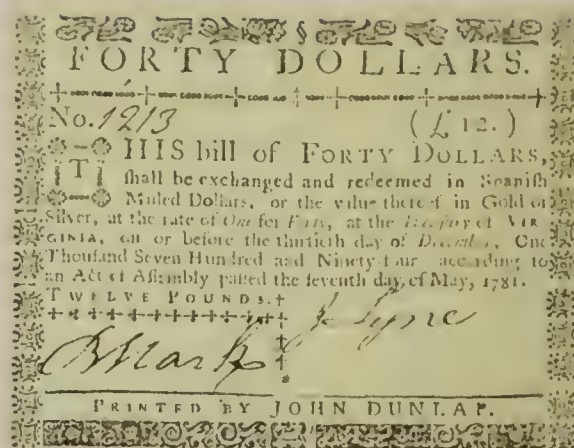 FORTY DOLLARS.
No. 1213 (£ 12.)
THIS bill of FORTY DOLLARS,
shall be exchanged and redeemed in Spanish
Milled Dollars, or the value thereof in Gold or
Silver, at the rate of One for Forty, at the Treasury of VIR
GINIA, on or before the thirtieth day of December, One
Thousand Seven Hundred and Ninety four according to
an Act of Assembly passed the seventh day, of May, 1781.
TWELVE POUNDS.
B Stark J Lyne
PRINTED BY JOHN DUNLAP.